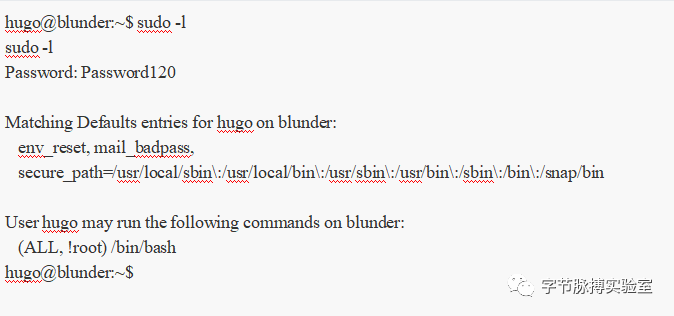 hugo@blunder:~$ sudo -l
sudo -l
Password: Password120
Matching Defaults entries for hugo on blunder:
env_reset, mail_badpass,
secure_path=/usr/local/sbin\:/usr/local/bin\:/usr/sbin\:/usr/bin\:/sbin\:/bin\:/snap/bin
User hugo may run the following commands on blunder:
(ALL, !root) /bin/bash
hugo@blunder:~$
字节脉搏实验室